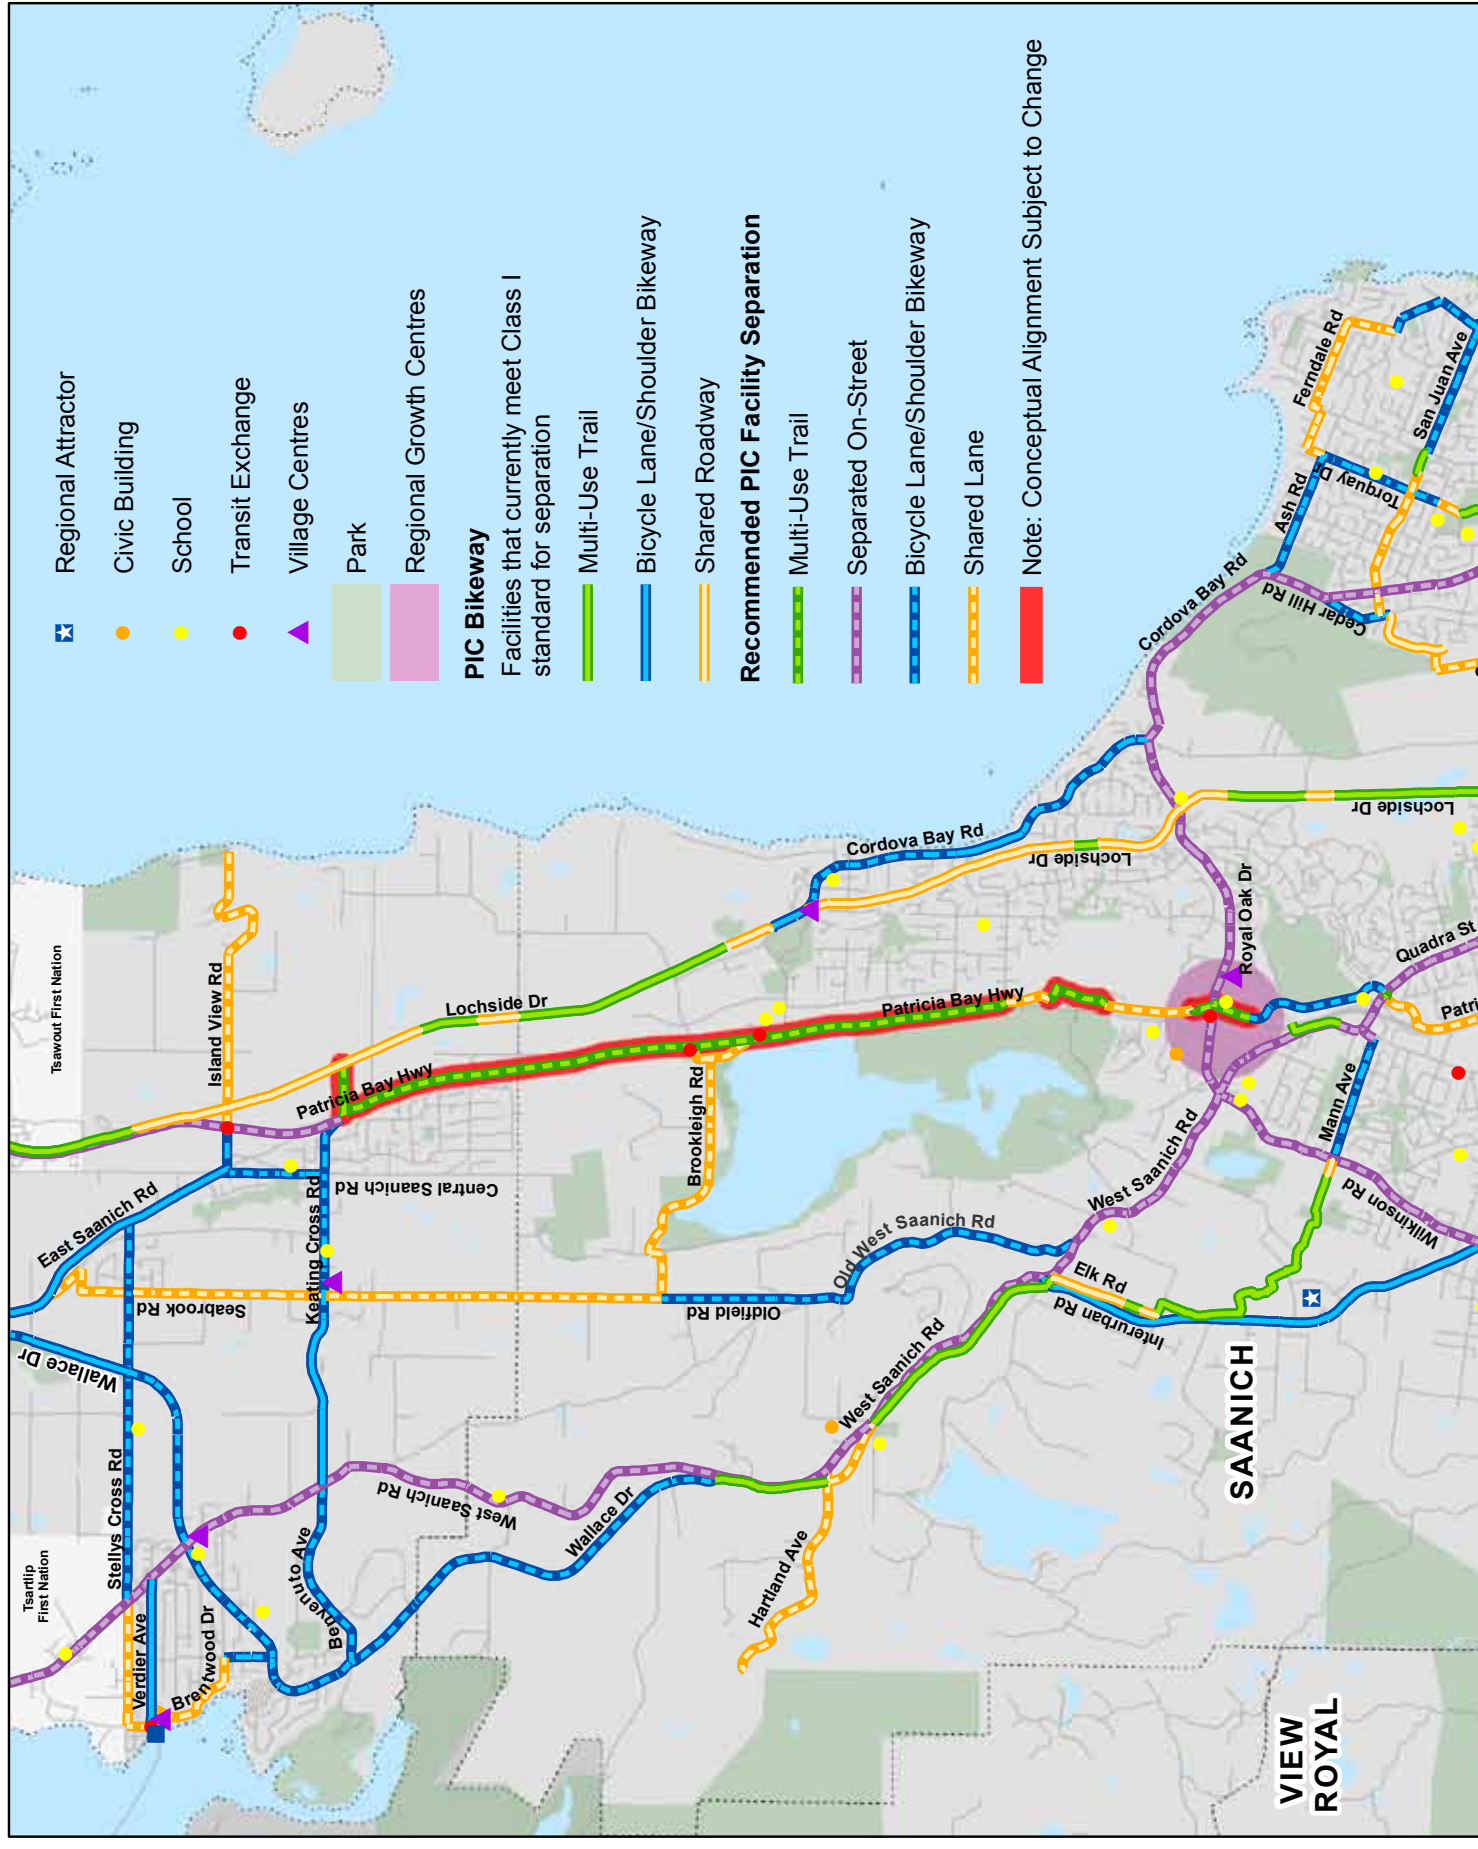 Regional Attractor
Civic Building
School
Transit Exchange
Village Centres
Park
Regional Growth Centres
PIC Bikeway
Facilities that currently meet Class I
standard for separation
Multi-Use Trail
Bicycle Lane/Shoulder Bikeway
Shared Roadway
Recommended PIC Facility Separation
Multi-Use Trail
Separated On-Street
Bicycle Lane/Shoulder Bikeway
Shared Lane
Note: Conceptual Alignment Subject to Change
Tsawout First Nation
Island View Rd
Lochside Dr
Patricia Bay Hwy
East Saanich Rd
Central Saanich Rd
Keating Cross Rd
Seabrook Rd
Wallace Dr
Stellys Cross Rd
Tsartlip
First Nation
Verdier Ave
Brentwood Dr
Benvenuto Ave
West Saanich Rd
Wallace Dr
Hartland Ave
West Saanich Rd
Oldfield Rd
Old West Saanich Rd
Brookleigh Rd
Patricia Bay Hwy
Cordova Bay Rd
Lochside Dr
Cordova Bay Rd
Ash Rd
Ferndale Rd
San Juan Ave
Torquay Dr
Cedar Hill Rd
Lochside Dr
Royal Oak Dr
Quadra St
Patri
Mann Ave
Wilkinson Rd
West Saanich Rd
Elk Rd
Interurban Rd
SAANICH
VIEW
ROYAL